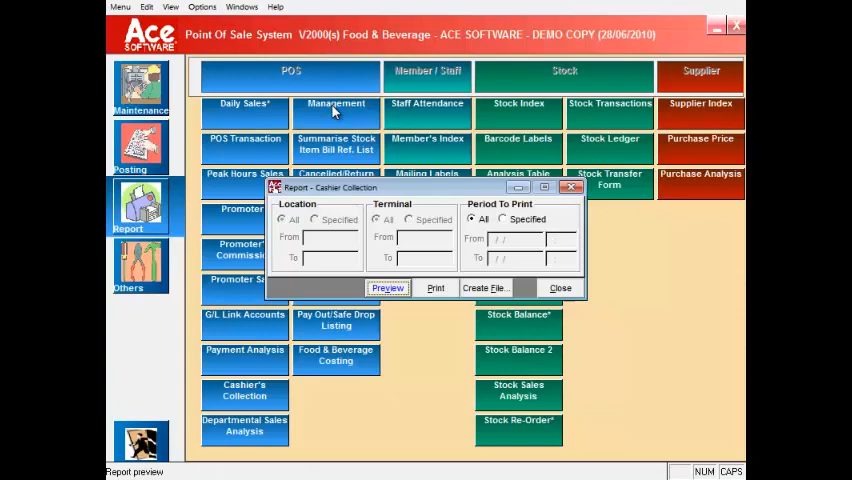 Menu Edit View Options Windows Help
Ace
SOFTWARE
Point Of Sale System V2000(s) Food & Beverage - ACE SOFTWARE - DEMO COPY (28/06/2010)
POS Member / Staff Stock Supplier
Maintenance
Posting
Report
Others
Daily Sales* Management Staff Attendance Stock Index Stock Transactions Supplier Index
POS Transaction Summarise Stock Item Bill Ref. List Member's Index Barcode Labels Stock Ledger Purchase Price
Peak Hours Sales Cancelled/Return Mailing Labels Analysis Table Stock Transfer Form Purchase Analysis
Promoter
Promoter'
Commissio
Promoter Sa
Report - Cashier Collection
Location Terminal Period To Print
All Specified All Specified All Specified
From From From / /
To To To / /
Preview Print Create File... Close
G/L Link Accounts Pay Out/Safe Drop Listing Stock Balance*
Payment Analysis Food & Beverage Costing Stock Balance 2
Cashier's Collection Stock Sales Analysis
Departmental Sales Analysis Stock Re-Order*
Report preview NUM CAPS